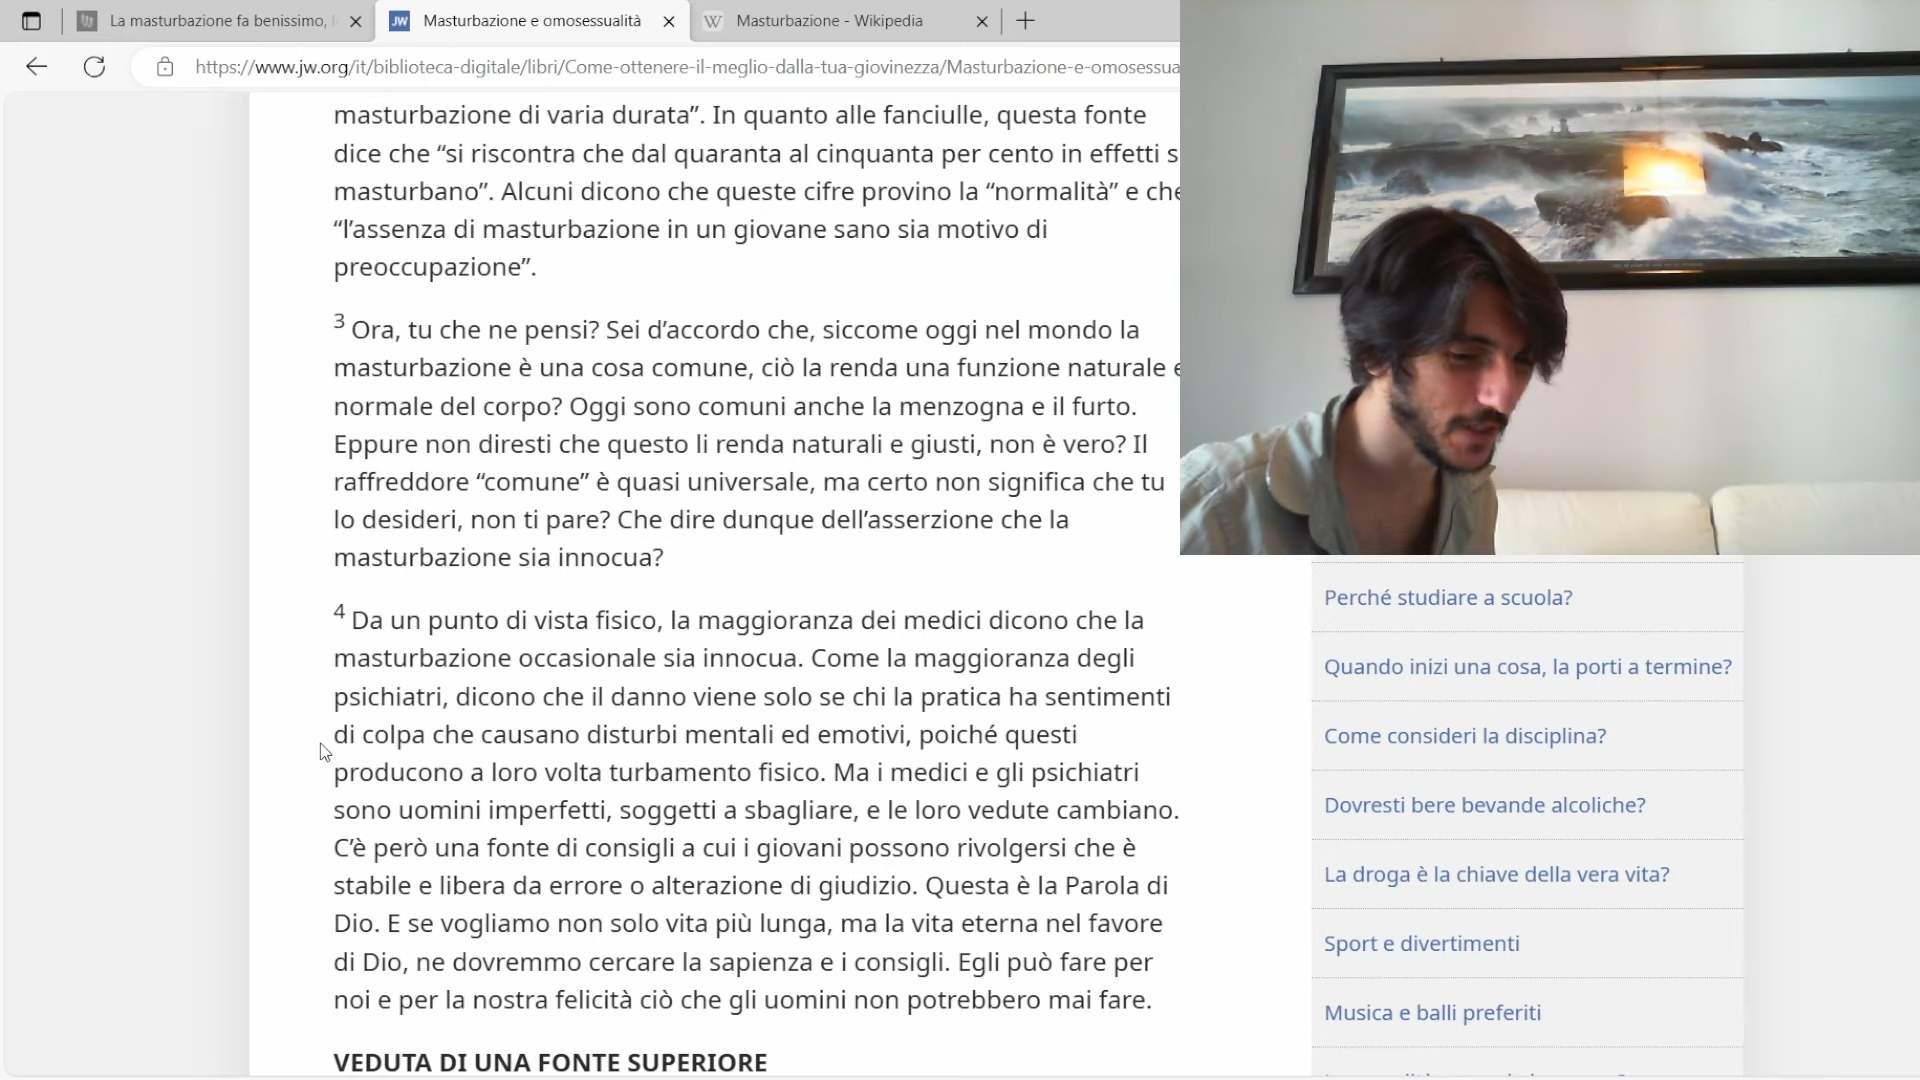 La masturbazione fa benissimo,
Masturbazione e omosessualità
Masturbazione - Wikipedia
https://www.jw.org/it/biblioteca-digitale/libri/Come-ottenere-il-meglio-dalla-tua-giovinezza/Masturbazione-e-omosessua
masturbazione di varia durata”. In quanto alle fanciulle, questa fonte
dice che “si riscontra che dal quaranta al cinquanta per cento in effetti s
masturbano”. Alcuni dicono che queste cifre provino la “normalità” e che
“l’assenza di masturbazione in un giovane sano sia motivo di
preoccupazione”.
3 Ora, tu che ne pensi? Sei d’accordo che, siccome oggi nel mondo la
masturbazione è una cosa comune, ciò la renda una funzione naturale e
normale del corpo? Oggi sono comuni anche la menzogna e il furto.
Eppure non diresti che questo li renda naturali e giusti, non è vero? Il
raffreddore “comune” è quasi universale, ma certo non significa che tu
lo desideri, non ti pare? Che dire dunque dell’asserzione che la
masturbazione sia innocua?
4 Da un punto di vista fisico, la maggioranza dei medici dicono che la
masturbazione occasionale sia innocua. Come la maggioranza degli
psichiatri, dicono che il danno viene solo se chi la pratica ha sentimenti
di colpa che causano disturbi mentali ed emotivi, poiché questi
producono a loro volta turbamento fisico. Ma i medici e gli psichiatri
sono uomini imperfetti, soggetti a sbagliare, e le loro vedute cambiano.
C’è però una fonte di consigli a cui i giovani possono rivolgersi che è
stabile e libera da errore o alterazione di giudizio. Questa è la Parola di
Dio. E se vogliamo non solo vita più lunga, ma la vita eterna nel favore
di Dio, ne dovremmo cercare la sapienza e i consigli. Egli può fare per
noi e per la nostra felicità ciò che gli uomini non potrebbero mai fare.
VEDUTA DI UNA FONTE SUPERIORE
Perché studiare a scuola?
Quando inizi una cosa, la porti a termine?
Come consideri la disciplina?
Dovresti bere bevande alcoliche?
La droga è la chiave della vera vita?
Sport e divertimenti
Musica e balli preferiti